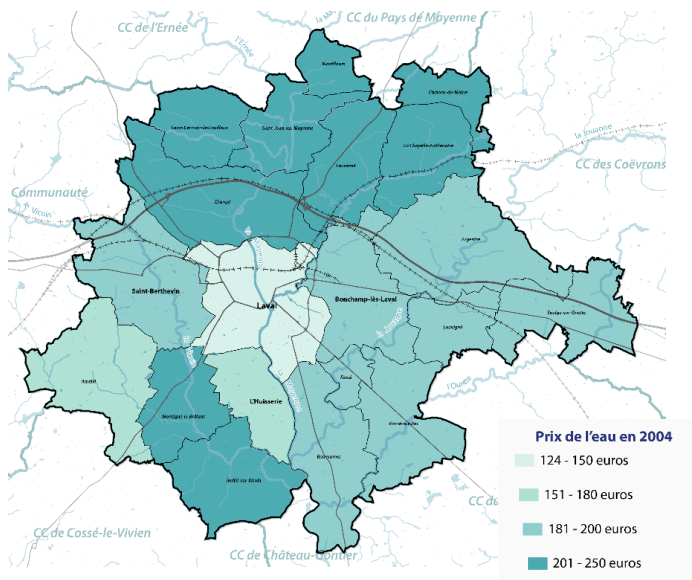 CC de l'Ernée
CC du Pays de Mayenne
l'Ernée
Montflours
Châlons-du-Maine
Saint-Germain-le-Fouilloux
Saint-Jean-sur-Mayenne
la Jouanne
La Chapelle-Anthenaise
Louverné
CC des Coëvrons
Communauté
Changé
le Vicoin
Argentré
Saint-Berthevin
Laval
Bonchamp-lès-Laval
Soulgé-sur-Ouette
Louvigné
la Jouanne
Forcé
l'Ouette
Ahuillé
L'Huisserie
Montigné-le-Brillant
Parné-sur-Roc
Entrammes
Nuillé-sur-Vicoin
Prix de l'eau en 2004
124 - 150 euros
151 - 180 euros
181 - 200 euros
201 - 250 euros
CC du
CC de Cossé-le-Vivien
CC de Château-Gontier